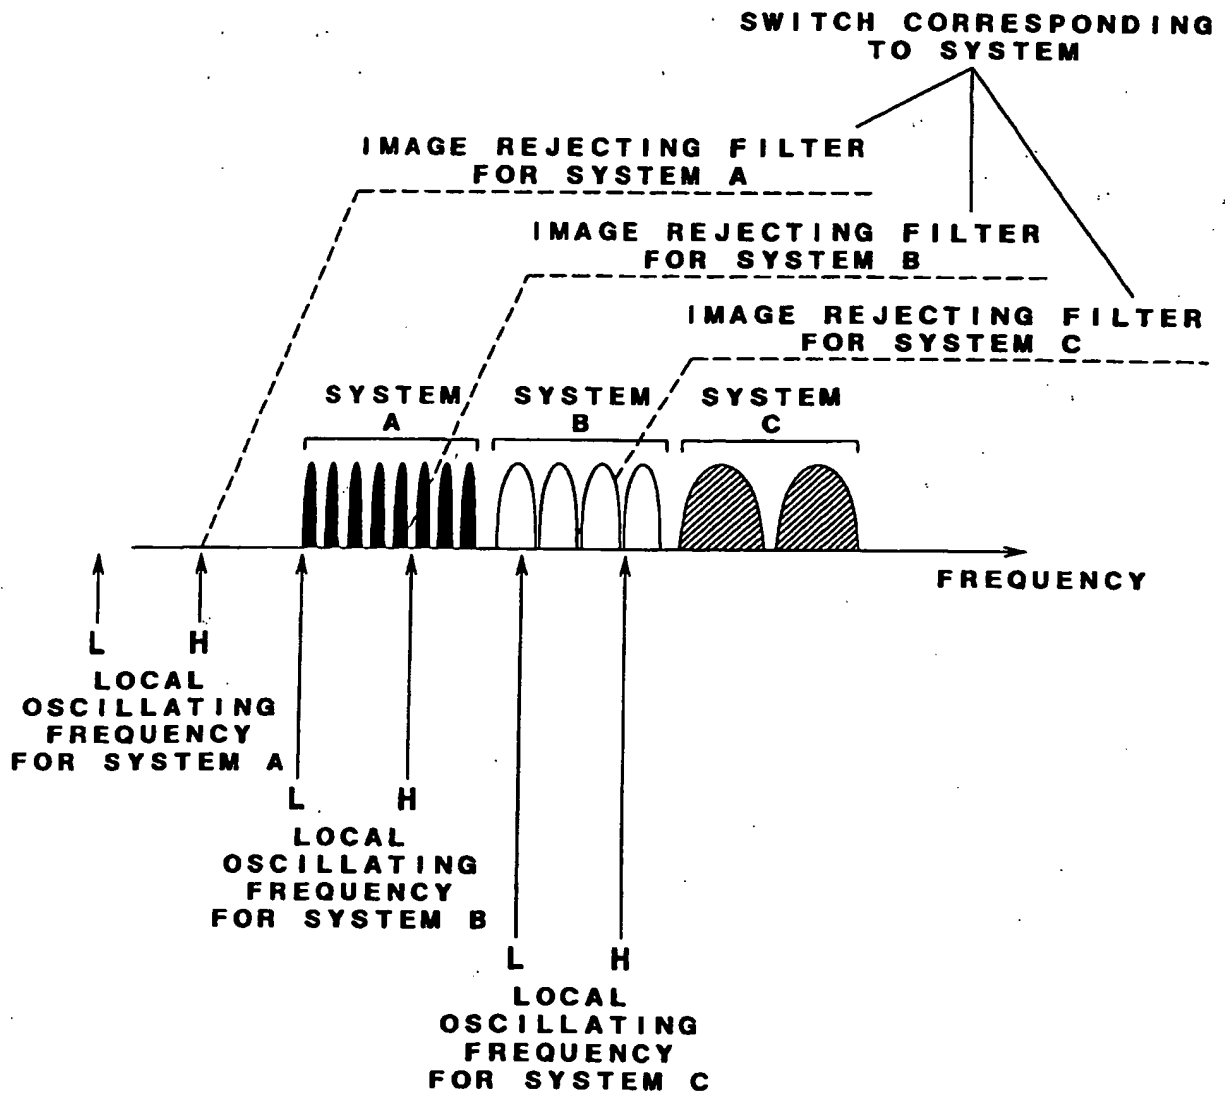 SWITCH CORRESPONDING
TO SYSTEM
IMAGE REJECTING FILTER
FOR SYSTEM A
IMAGE REJECTING FILTER
FOR SYSTEM B
IMAGE REJECTING FILTER
FOR SYSTEM C
SYSTEM
A
SYSTEM
B
SYSTEM
C
FREQUENCY
L H
LOCAL
OSCILLATING
FREQUENCY
FOR SYSTEM A
L H
LOCAL
OSCILLATING
FREQUENCY
FOR SYSTEM B
L H
LOCAL
OSCILLATING
FREQUENCY
FOR SYSTEM C